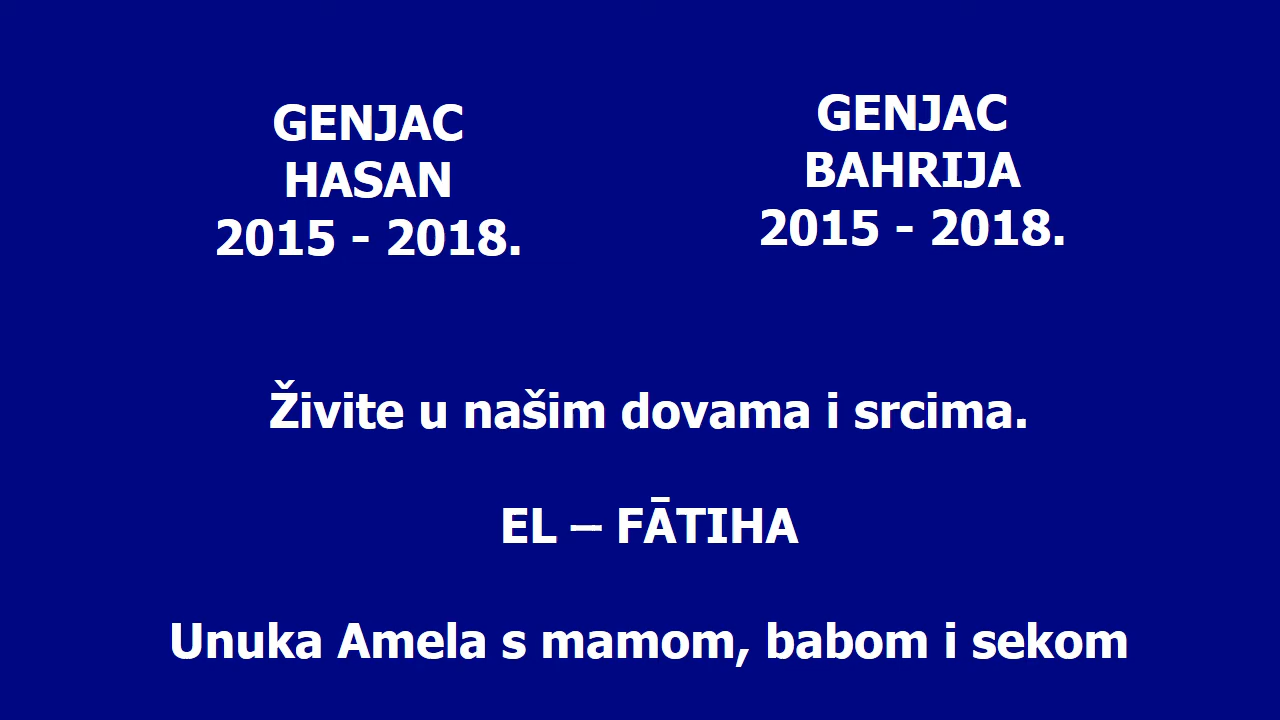 GENJAC
HASAN
2015 - 2018.
GENJAC
BAHRIJA
2015 - 2018.
Živite u našim dovama i srcima.
EL – FĀTIHA
Unuka Amela s mamom, babom i sekom